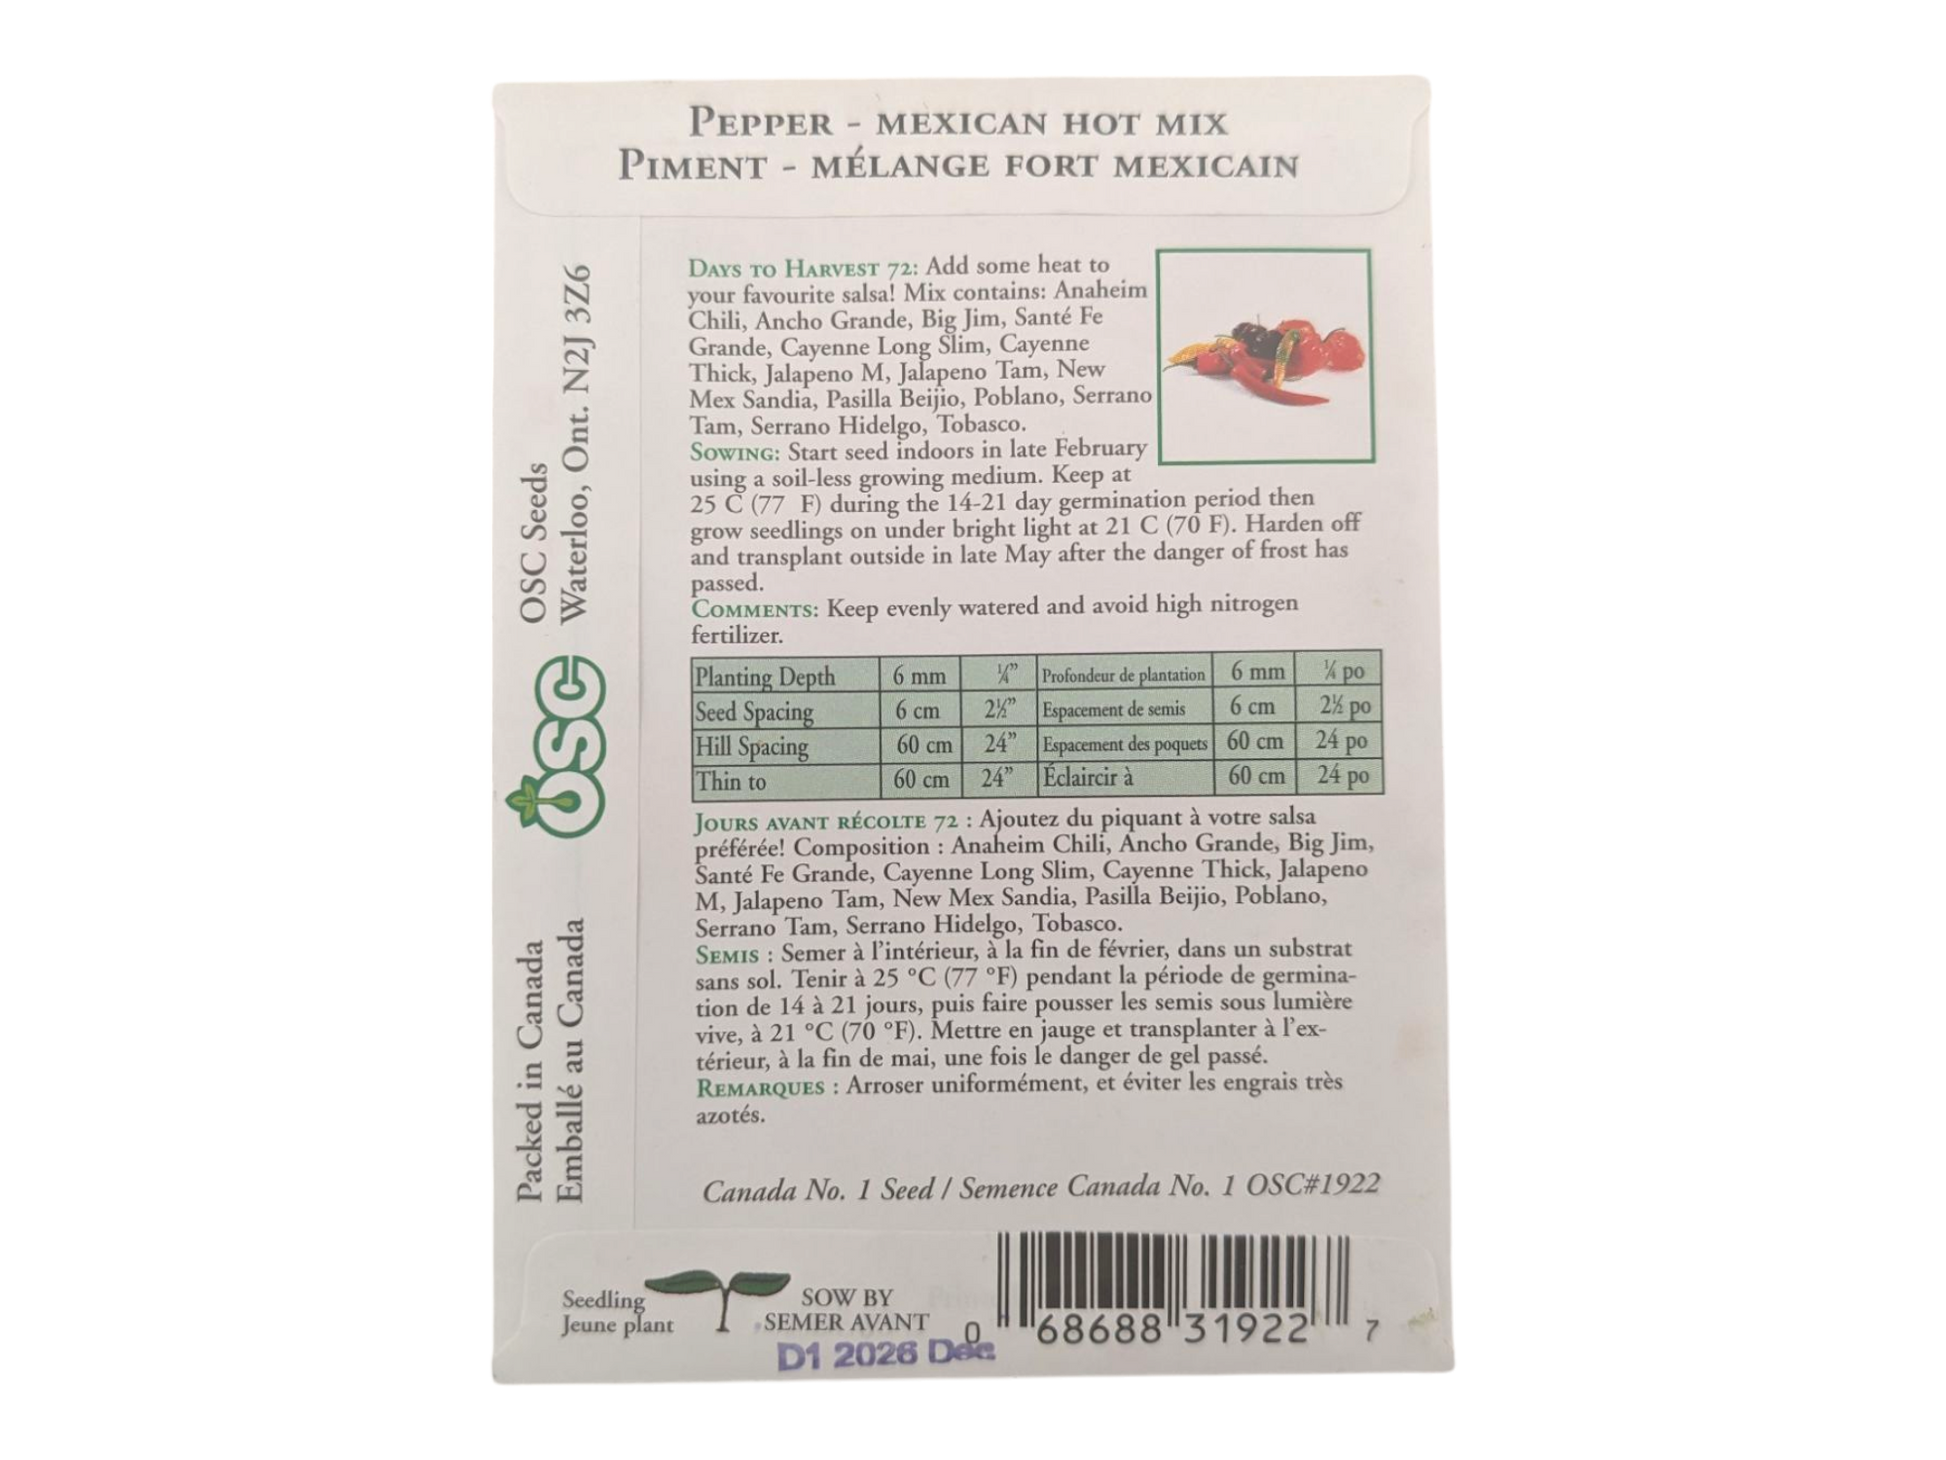 PEPPER - MEXICAN HOT MIX
PIMENT - MÉLANGE FORT MEXICAIN
OSC Seeds
Waterloo, Ont. N2J 3Z6
OSC
Packed in Canada
Emballé au Canada
DAYS TO HARVEST 72: Add some heat to
your favourite salsa! Mix contains: Anaheim
Chili, Ancho Grande, Big Jim, Santé Fe
Grande, Cayenne Long Slim, Cayenne
Thick, Jalapeno M, Jalapeno Tam, New
Mex Sandia, Pasilla Beijio, Poblano, Serrano
Tam, Serrano Hidelgo, Tobasco.
SOWING: Start seed indoors in late February
using a soil-less growing medium. Keep at
25 C (77 F) during the 14-21 day germination period then
grow seedlings on under bright light at 21 C (70 F). Harden off
and transplant outside in late May after the danger of frost has
passed.
COMMENTS: Keep evenly watered and avoid high nitrogen
fertilizer.
Planting Depth 6 mm ¼” Profondeur de plantation 6 mm ¼ po
Seed Spacing 6 cm 2½” Espacement de semis 6 cm 2½ po
Hill Spacing 60 cm 24” Espacement des poquets 60 cm 24 po
Thin to 60 cm 24” Éclaircir à 60 cm 24 po
JOURS AVANT RÉCOLTE 72 : Ajoutez du piquant à votre salsa
préférée! Composition : Anaheim Chili, Ancho Grande, Big Jim,
Santé Fe Grande, Cayenne Long Slim, Cayenne Thick, Jalapeno
M, Jalapeno Tam, New Mex Sandia, Pasilla Beijio, Poblano,
Serrano Tam, Serrano Hidelgo, Tobasco.
SEMIS : Semer à l’intérieur, à la fin de février, dans un substrat
sans sol. Tenir à 25 °C (77 °F) pendant la période de germina-
tion de 14 à 21 jours, puis faire pousser les semis sous lumière
vive, à 21 °C (70 °F). Mettre en jauge et transplanter à l’ex-
térieur, à la fin de mai, une fois le danger de gel passé.
REMARQUES : Arroser uniformément, et éviter les engrais très
azotés.
Canada No. 1 Seed / Semence Canada No. 1 OSC#1922
Seedling
Jeune plant
SOW BY
SEMER AVANT
D1 2026 Dec
0 68688 31922 7